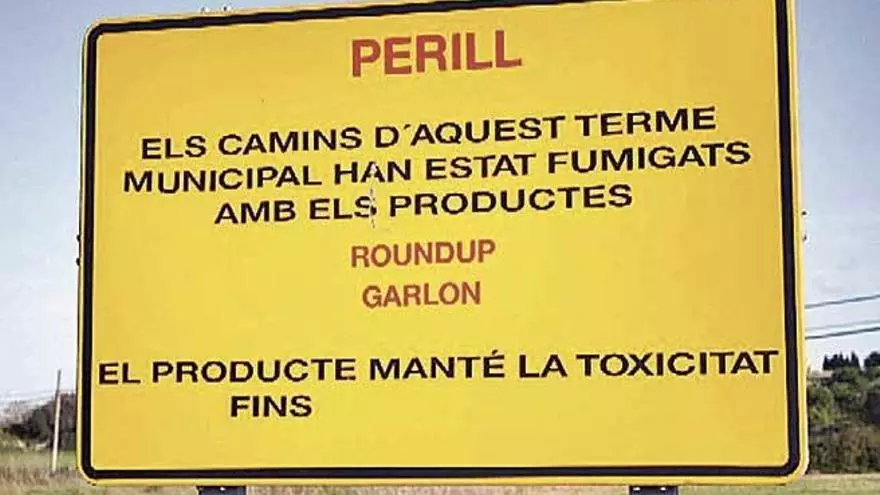 PERILL
ELS CAMINS D´AQUEST TERME
MUNICIPAL HAN ESTAT FUMIGATS
AMB ELS PRODUCTES
ROUNDUP
GARLON
EL PRODUCTE MANTÉ LA TOXICITAT
FINS